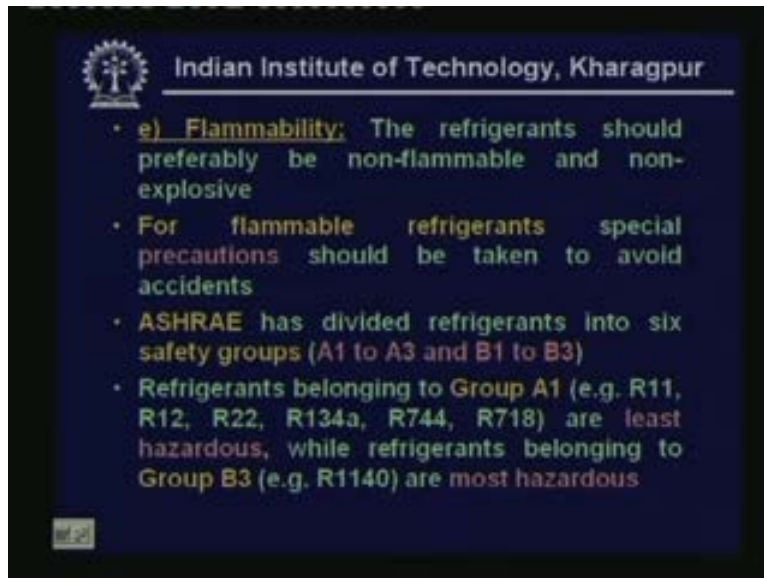 Indian Institute of Technology, Kharagpur
• e) Flammability: The refrigerants should
preferably be non-flammable and non-
explosive
• For flammable refrigerants special
precautions should be taken to avoid
accidents
• ASHRAE has divided refrigerants into six
safety groups (A1 to A3 and B1 to B3)
• Refrigerants belonging to Group A1 (e.g. R11,
R12, R22, R134a, R744, R718) are least
hazardous, while refrigerants belonging to
Group B3 (e.g. R1140) are most hazardous